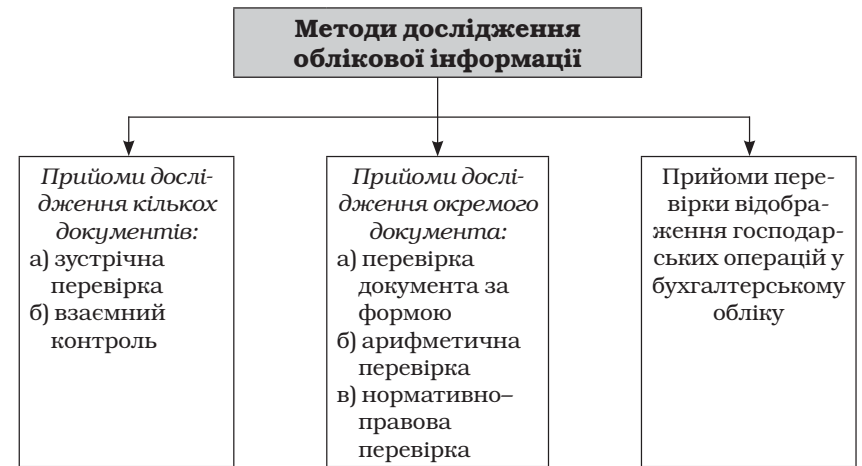 Методи дослідження
облікової інформації
Прийоми дослі-
дження кількох
документів:
а) зустрічна
перевірка
б) взаємний
контроль
Прийоми дослі-
дження окремого
документа:
а) перевірка
документа за
формою
б) арифметична
перевірка
в) нормативно–
правова
перевірка
Прийоми пере-
вірки відобра-
ження господар-
ських операцій у
бухгалтерському
обліку